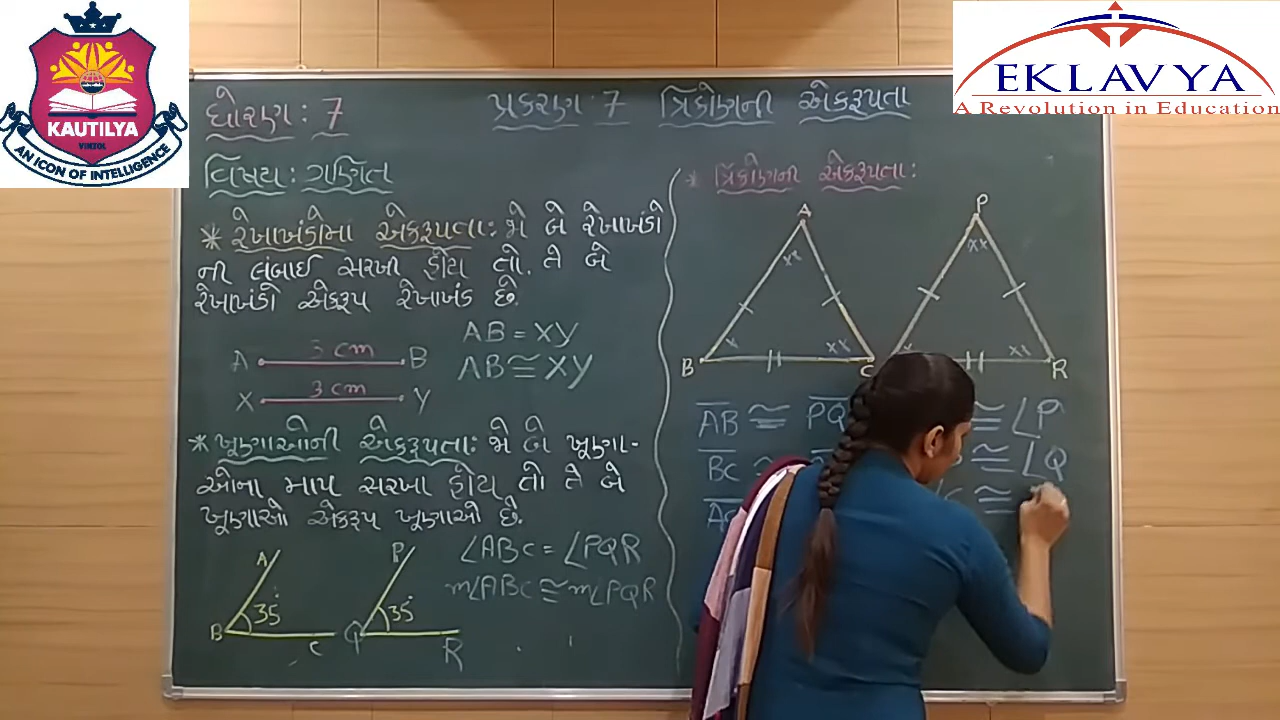 KAUTILYA
VINZOL
AN ICON OF INTELLIGENCE
EKLAVYA
A Revolution in Education
ધોરણ : 7
પ્રકરણ : 7 ત્રિકોણની એકરૂપતા
વિષય : ગણિત
* રેખાખંડોમાં એકરૂપતા : જો બે રેખાખંડો
ની લંબાઈ સરખી હોય તો. તે બે
રેખાખંડો એકરૂપ રેખાખંડ છે.
A 3 cm B
X 3 cm Y
AB = XY
AB ≅ XY
* ખૂણાઓની એકરૂપતા : જો બે ખૂણા-
ઓના માપ સરખા હોય તો તે બે
ખૂણાઓ એકરૂપ ખૂણાઓ છે.
A B C 35°
P Q R 35°
∠ABC = ∠PQR
m∠ABC ≅ m∠PQR
* ત્રિકોણની એકરૂપતા :
A
B C
P
R
AB ≅ PQ
≅ ∠P
BC ≅
≅ ∠Q
C ≅